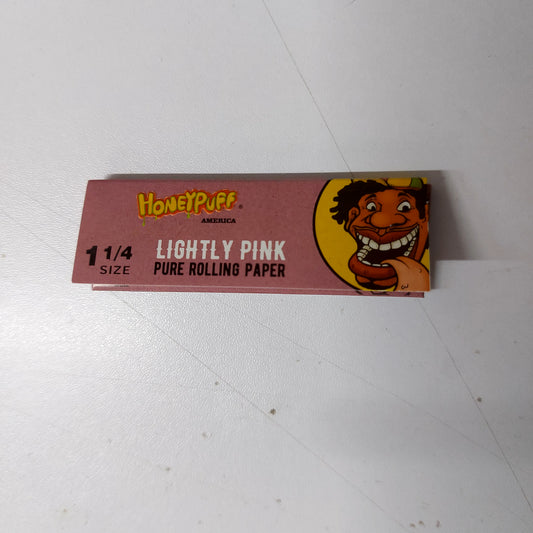 HONEYPUFF ®
AMERICA
1 1/4
SIZE
LIGHTLY PINK
PURE ROLLING PAPER